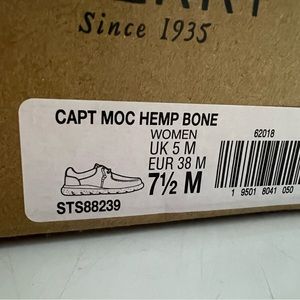 Since 1935
CAPT MOC HEMP BONE
WOMEN 62018
UK 5 M
EUR 38 M
7½ M
STS88239
1 9501 8041 050